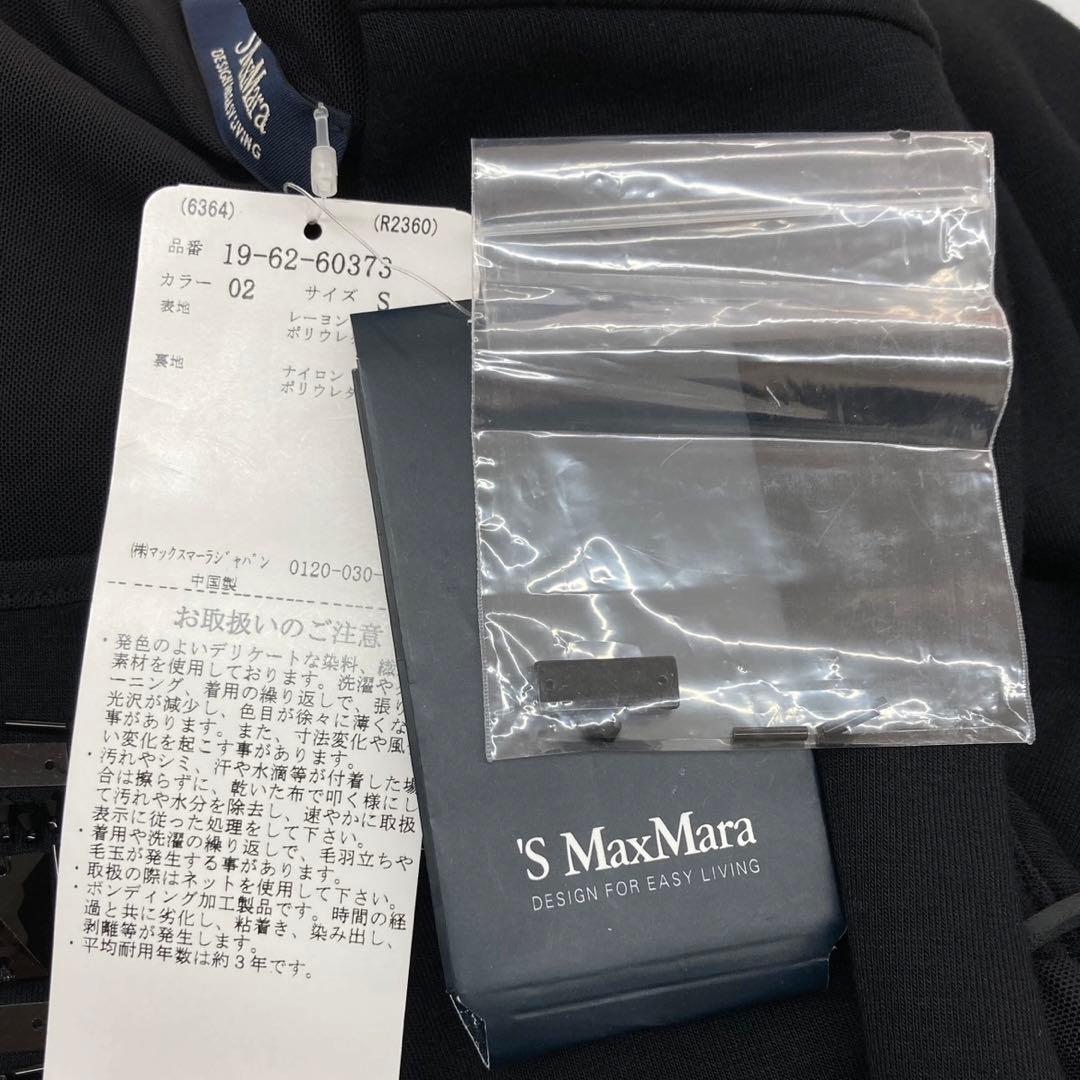 'S MaxMara
DESIGN FOR EASY LIVING
(6364) (R2360)
品番 19-62-60373
カラー 02 サイズ S
表地 レーヨン
ポリウレタ
裏地 ナイロン
ポリウレタ
㈱マックスマーラジャパン 0120-030-
中国製
お取扱いのご注意
・発色のよいデリケートな染料、繊
素材を使用しております。洗濯や
ーニング、着用の繰り返しで、張り
光沢が減少し、色目が徐々に薄くな
事があります。また、寸法変化や風
い変化を起こす事があります。
・汚れやシミ、汗や水滴等が付着した場
合は擦らずに、乾いた布で叩く様にし
て汚れや水分を除去し、速やかに取扱
表示に従った処理をして下さい。
・着用や洗濯の繰り返しで、毛羽立ちや
毛玉が発生する事があります。
・取扱の際はネットを使用して下さい。
・ボンディング加工製品です。時間の経
過と共に劣化し、粘着き、染み出し、
剥離等が発生します。
・平均耐用年数は約3年です。
'S MaxMara
DESIGN FOR EASY LIVING